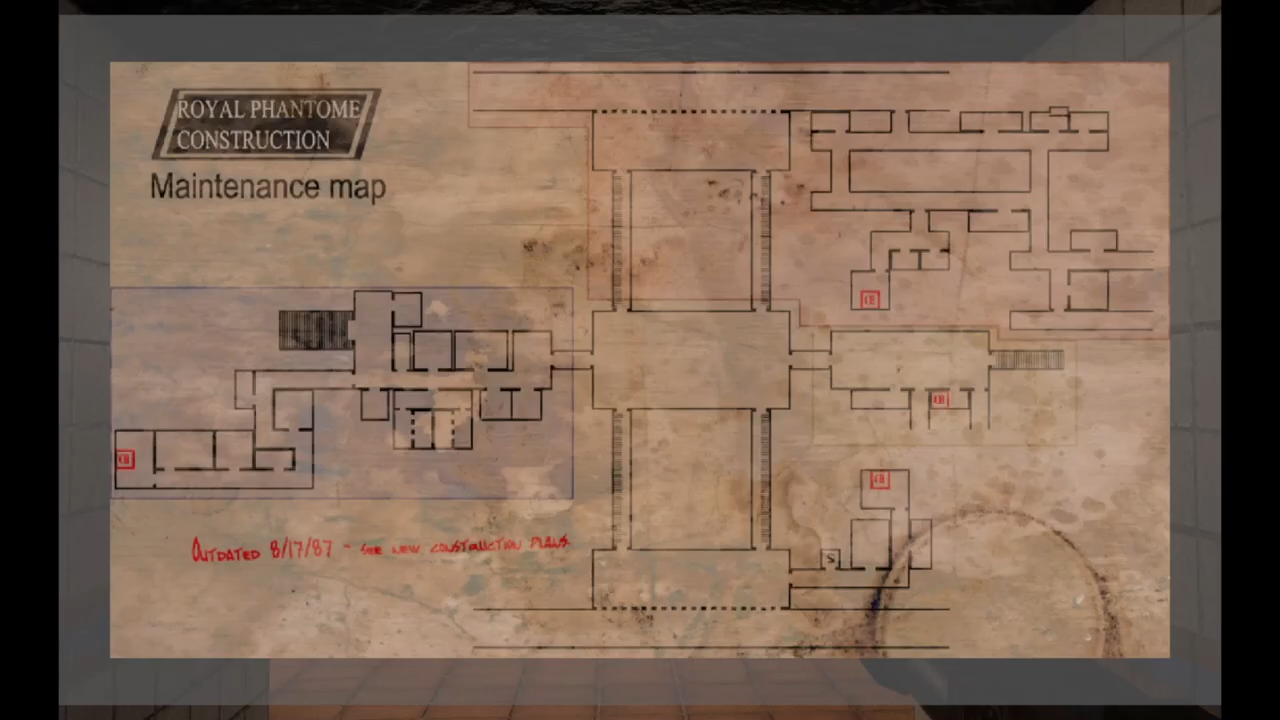 ROYAL PHANTOME
CONSTRUCTION
Maintenance map
S
OUTDATED 8/17/87 - SEE NEW CONSTRUCTION PLANS